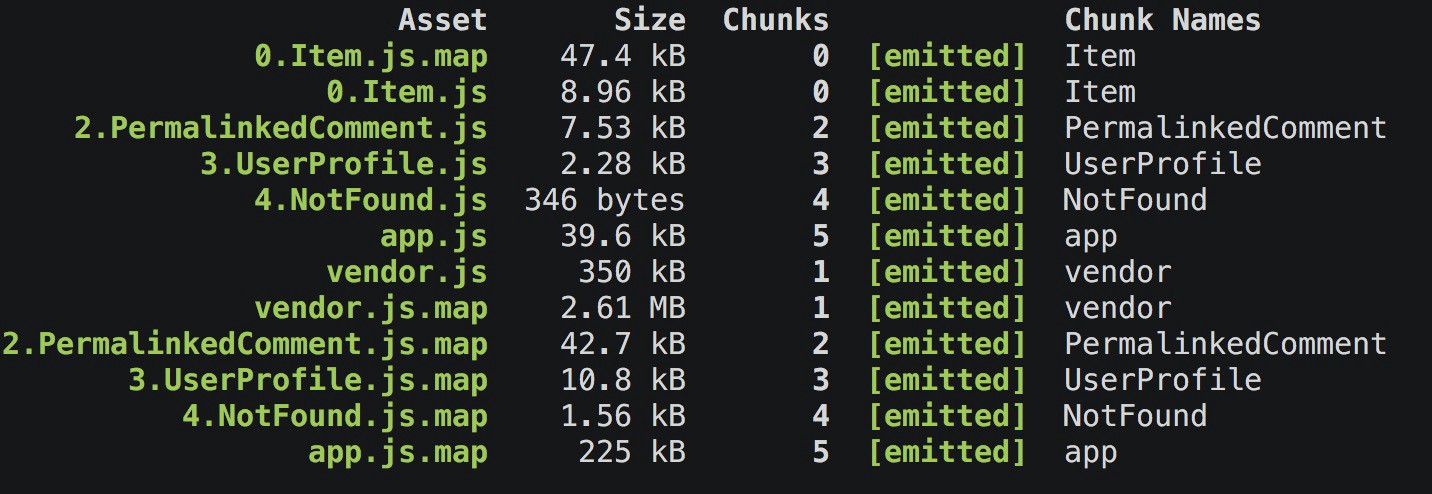 Asset Size Chunks Chunk Names
0.Item.js.map 47.4 kB 0 [emitted] Item
0.Item.js 8.96 kB 0 [emitted] Item
2.PermalinkedComment.js 7.53 kB 2 [emitted] PermalinkedComment
3.UserProfile.js 2.28 kB 3 [emitted] UserProfile
4.NotFound.js 346 bytes 4 [emitted] NotFound
app.js 39.6 kB 5 [emitted] app
vendor.js 350 kB 1 [emitted] vendor
vendor.js.map 2.61 MB 1 [emitted] vendor
2.PermalinkedComment.js.map 42.7 kB 2 [emitted] PermalinkedComment
3.UserProfile.js.map 10.8 kB 3 [emitted] UserProfile
4.NotFound.js.map 1.56 kB 4 [emitted] NotFound
app.js.map 225 kB 5 [emitted] app